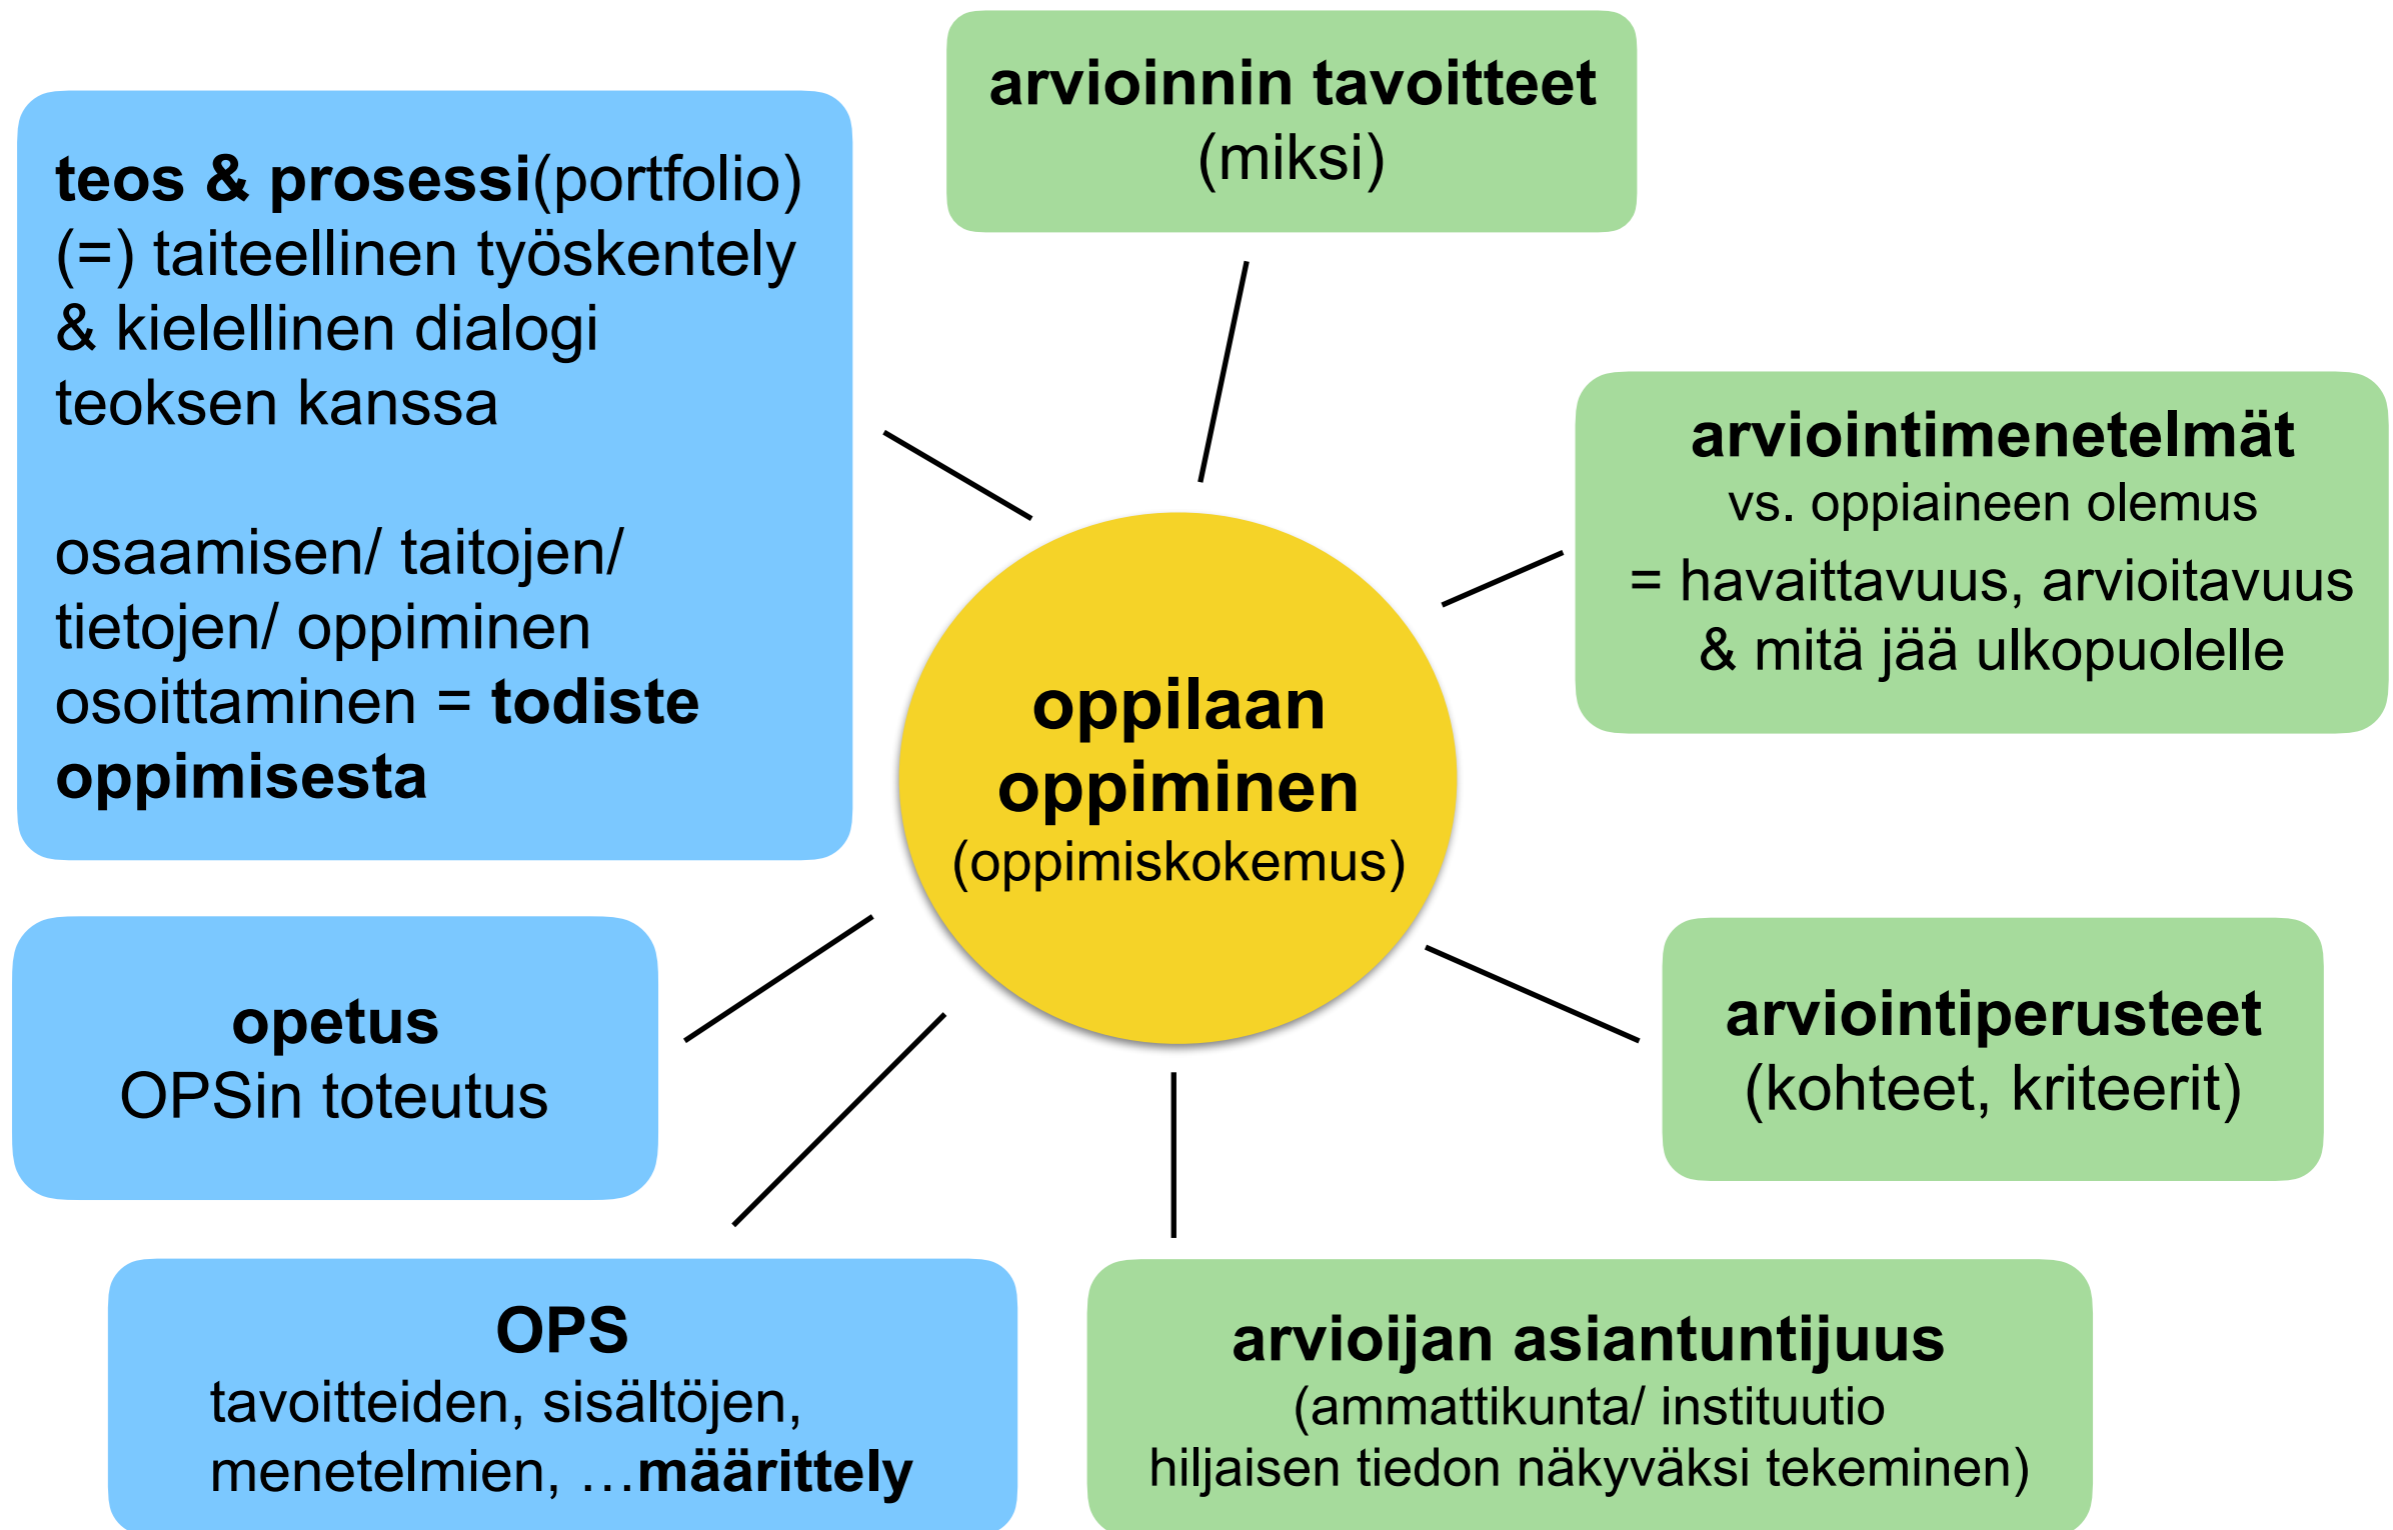 arvioinnin tavoitteet
(miksi)
teos & prosessi(portfolio)
(=) taiteellinen työskentely
& kielellinen dialogi
teoksen kanssa
osaamisen/ taitojen/
tietojen/ oppiminen
osoittaminen = todiste
oppimisesta
arviointimenetelmät
vs. oppiaineen olemus
= havaittavuus, arvioitavuus
& mitä jää ulkopuolelle
oppilaan
oppiminen
(oppimiskokemus)
opetus
OPSin toteutus
arviointiperusteet
(kohteet, kriteerit)
OPS
tavoitteiden, sisältöjen,
menetelmien, …määrittely
arvioijan asiantuntijuus
(ammattikunta/ instituutio
hiljaisen tiedon näkyväksi tekeminen)